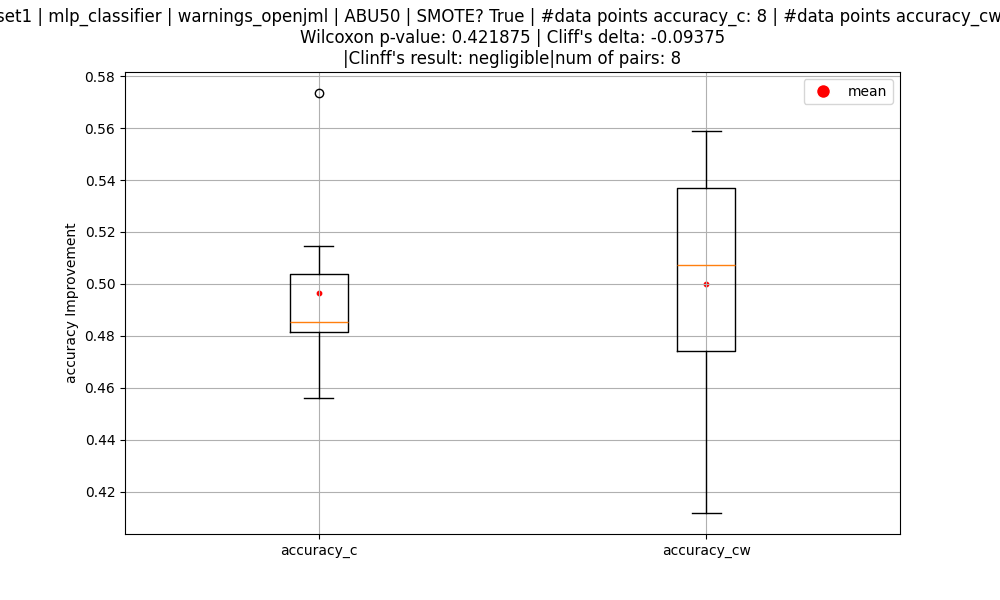 set1 | mlp_classifier | warnings_openjml | ABU50 | SMOTE? True | #data points accuracy_c: 8 | #data points accuracy_cw
Wilcoxon p-value: 0.421875 | Cliff's delta: -0.09375
|Clinff's result: negligible|num of pairs: 8
mean
0.58
0.56
0.54
0.52
0.50
0.48
0.46
0.44
0.42
accuracy Improvement
accuracy_c accuracy_cw